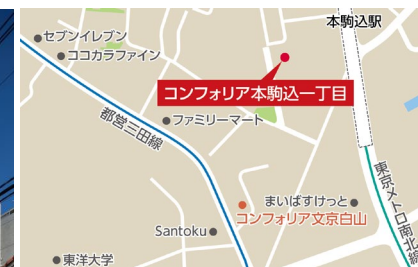 本駒込駅
セブンイレブン
ココカラファイン
コンフォリア本駒込一丁目
ファミリーマート
都営三田線
まいばすけっと
コンフォリア文京白山
東京メトロ南北線
Santoku
東洋大学